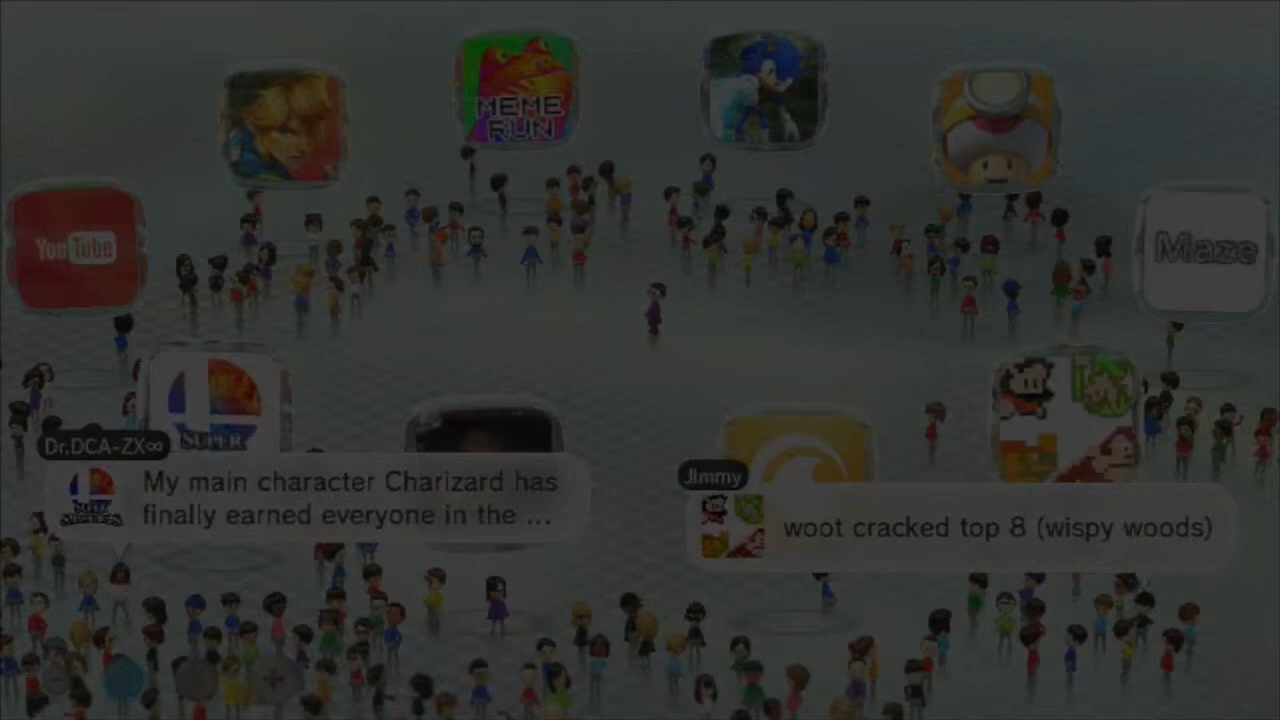 MEME
RUN
YouTube
Maze
SUPER
Dr.DCA-ZX∞
My main character Charizard has
finally earned everyone in the ...
Jimmy
woot cracked top 8 (wispy woods)